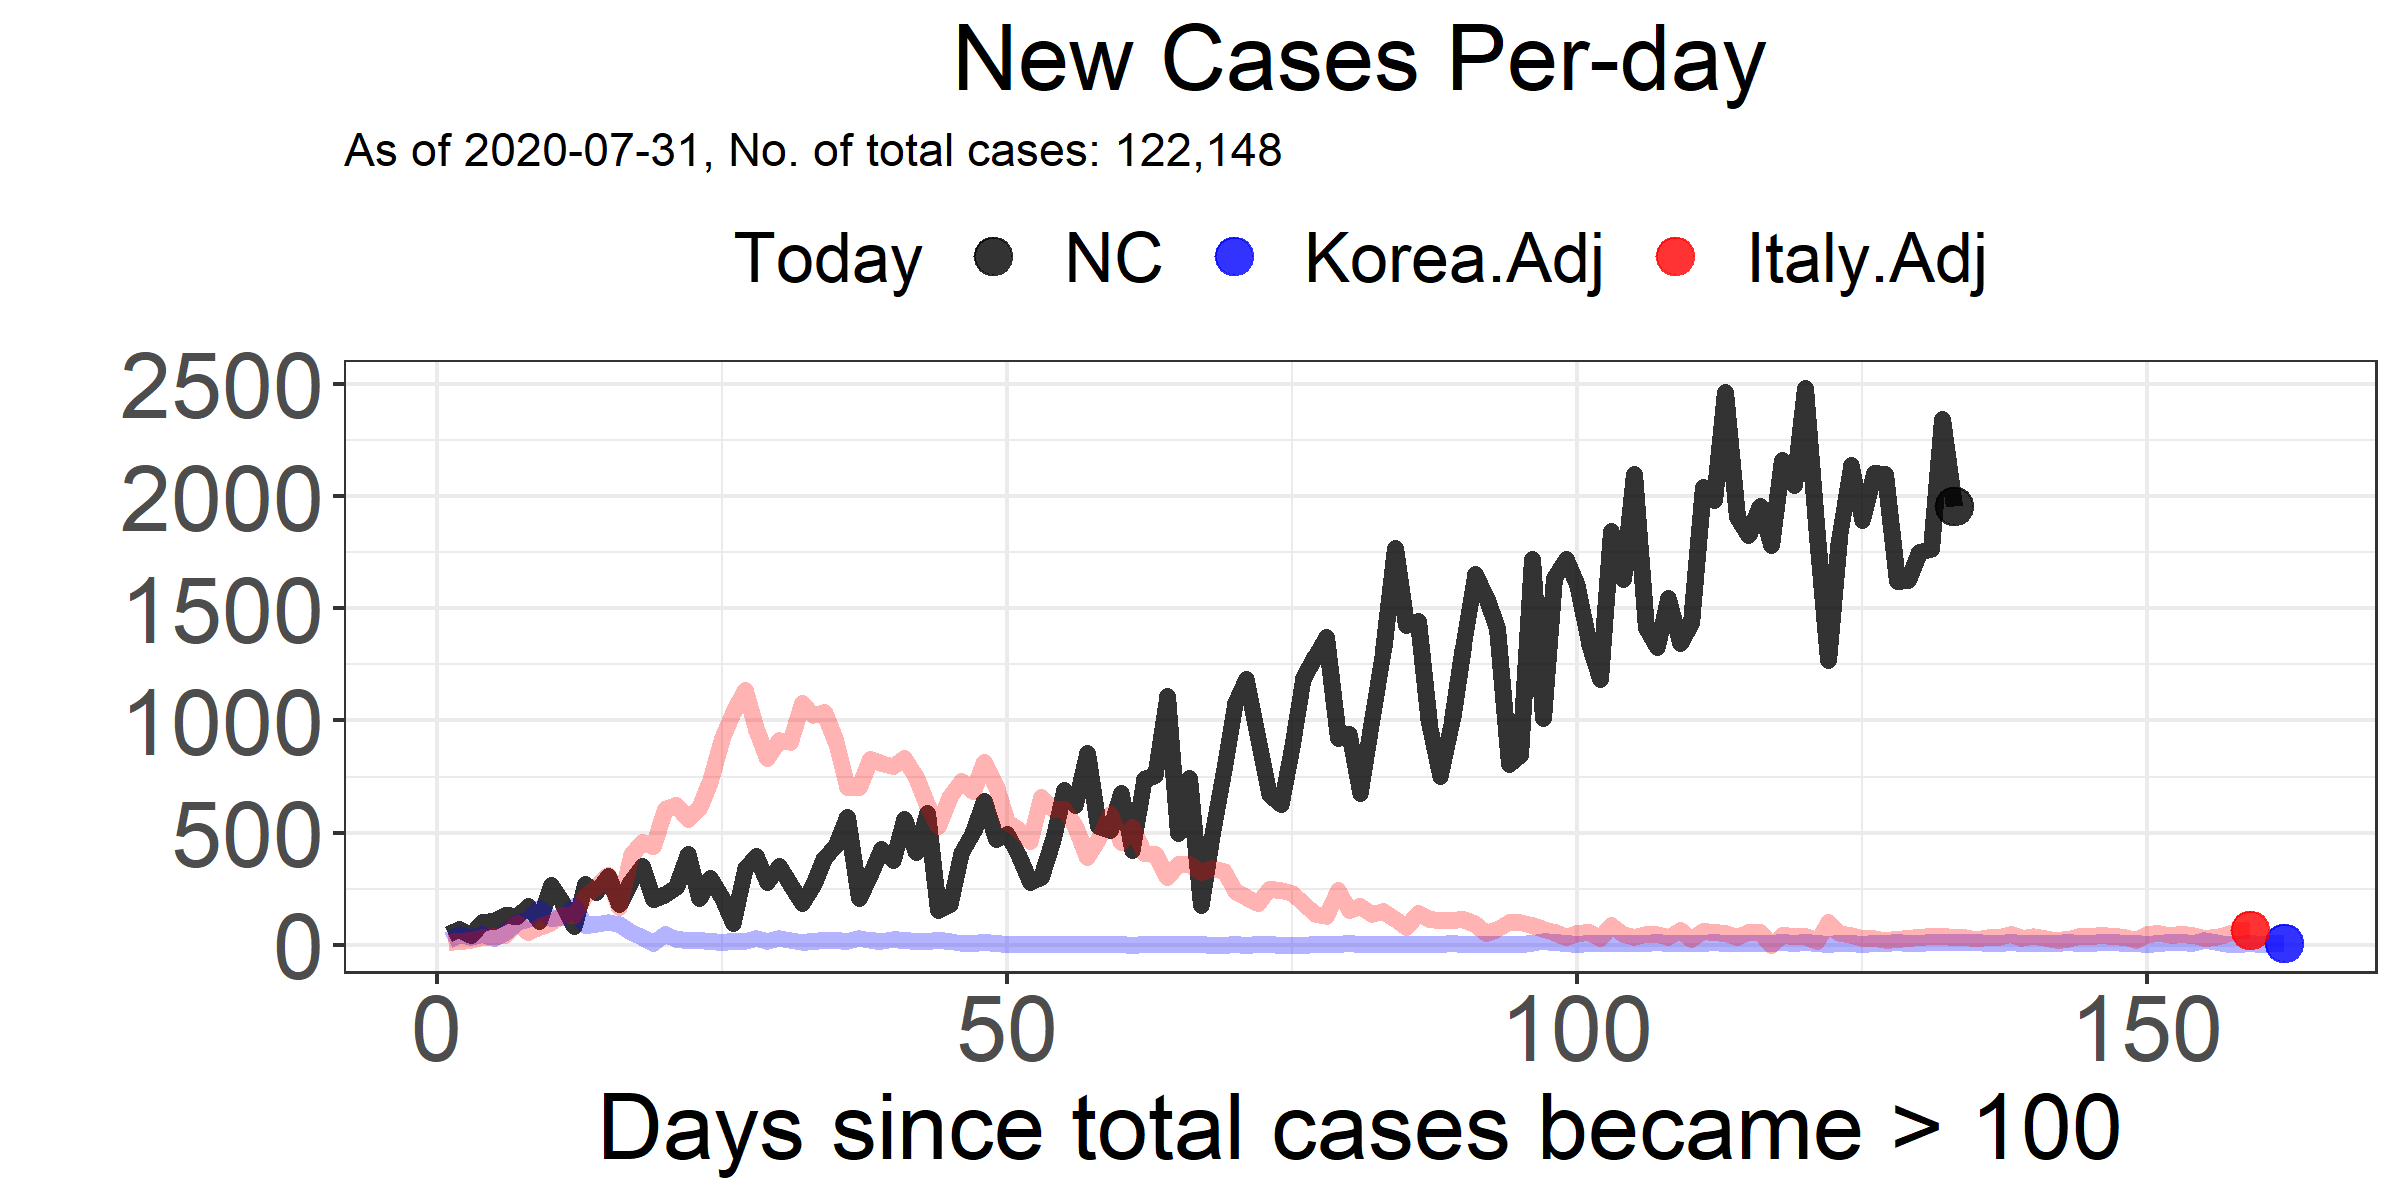 New Cases Per-day
As of 2020-07-31, No. of total cases: 122,148
Today NC Korea.Adj Italy.Adj
2500
2000
1500
1000
500
0
0 50 100 150
Days since total cases became > 100